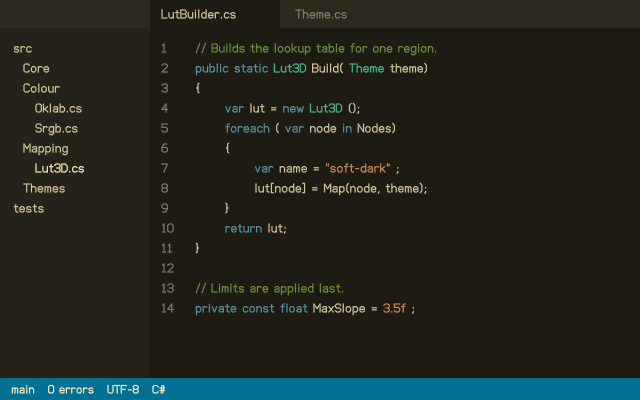 LutBuilder.cs Theme.cs
src
Core
Colour
Oklab.cs
Srgb.cs
Mapping
Lut3D.cs
Themes
tests
1 // Builds the lookup table for one region.
2 public static Lut3D Build( Theme theme)
3 {
4 var lut = new Lut3D ();
5 foreach ( var node in Nodes)
6 {
7 var name = "soft-dark" ;
8 lut[node] = Map(node, theme);
9 }
10 return lut;
11 }
12
13 // Limits are applied last.
14 private const float MaxSlope = 3.5f ;
main 0 errors UTF-8 C#